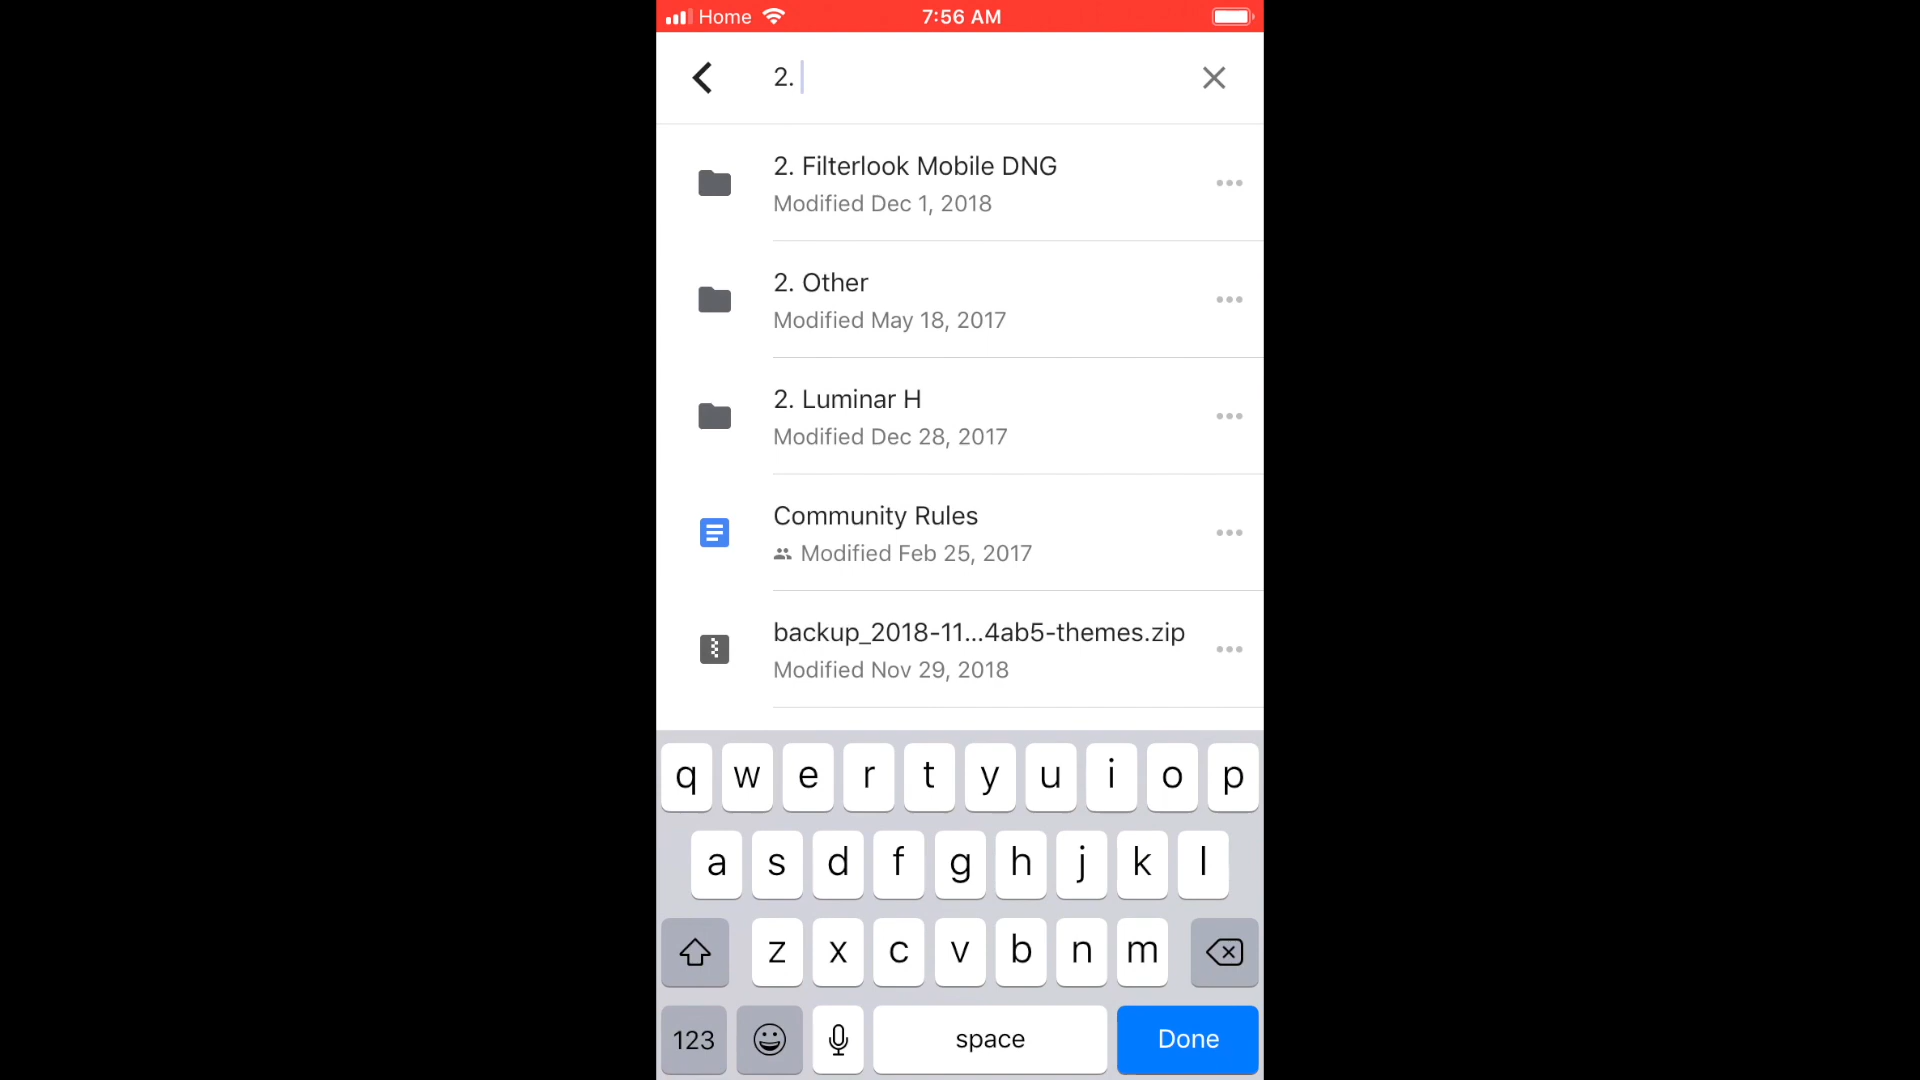 Home 7:56 AM
2.
2. Filterlook Mobile DNG
Modified Dec 1, 2018
2. Other
Modified May 18, 2017
2. Luminar H
Modified Dec 28, 2017
Community Rules
Modified Feb 25, 2017
backup_2018-11...4ab5-themes.zip
Modified Nov 29, 2018
q w e r t y u i o p
a s d f g h j k l
z x c v b n m
123 space Done